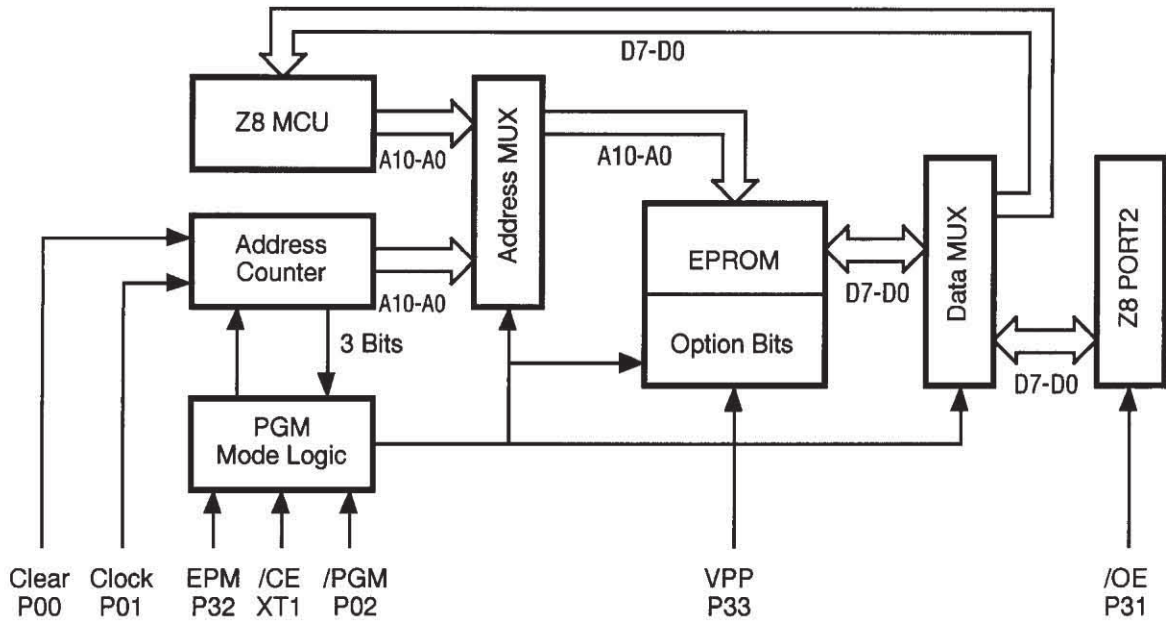 D7-D0
Z8 MCU
A10-A0
Address MUX
A10-A0
Address
Counter
A10-A0
3 Bits
PGM
Mode Logic
EPROM
Option Bits
D7-D0
Data MUX
D7-D0
Z8 PORT2
Clear
P00
Clock
P01
EPM
P32
/CE
XT1
/PGM
P02
VPP
P33
/OE
P31